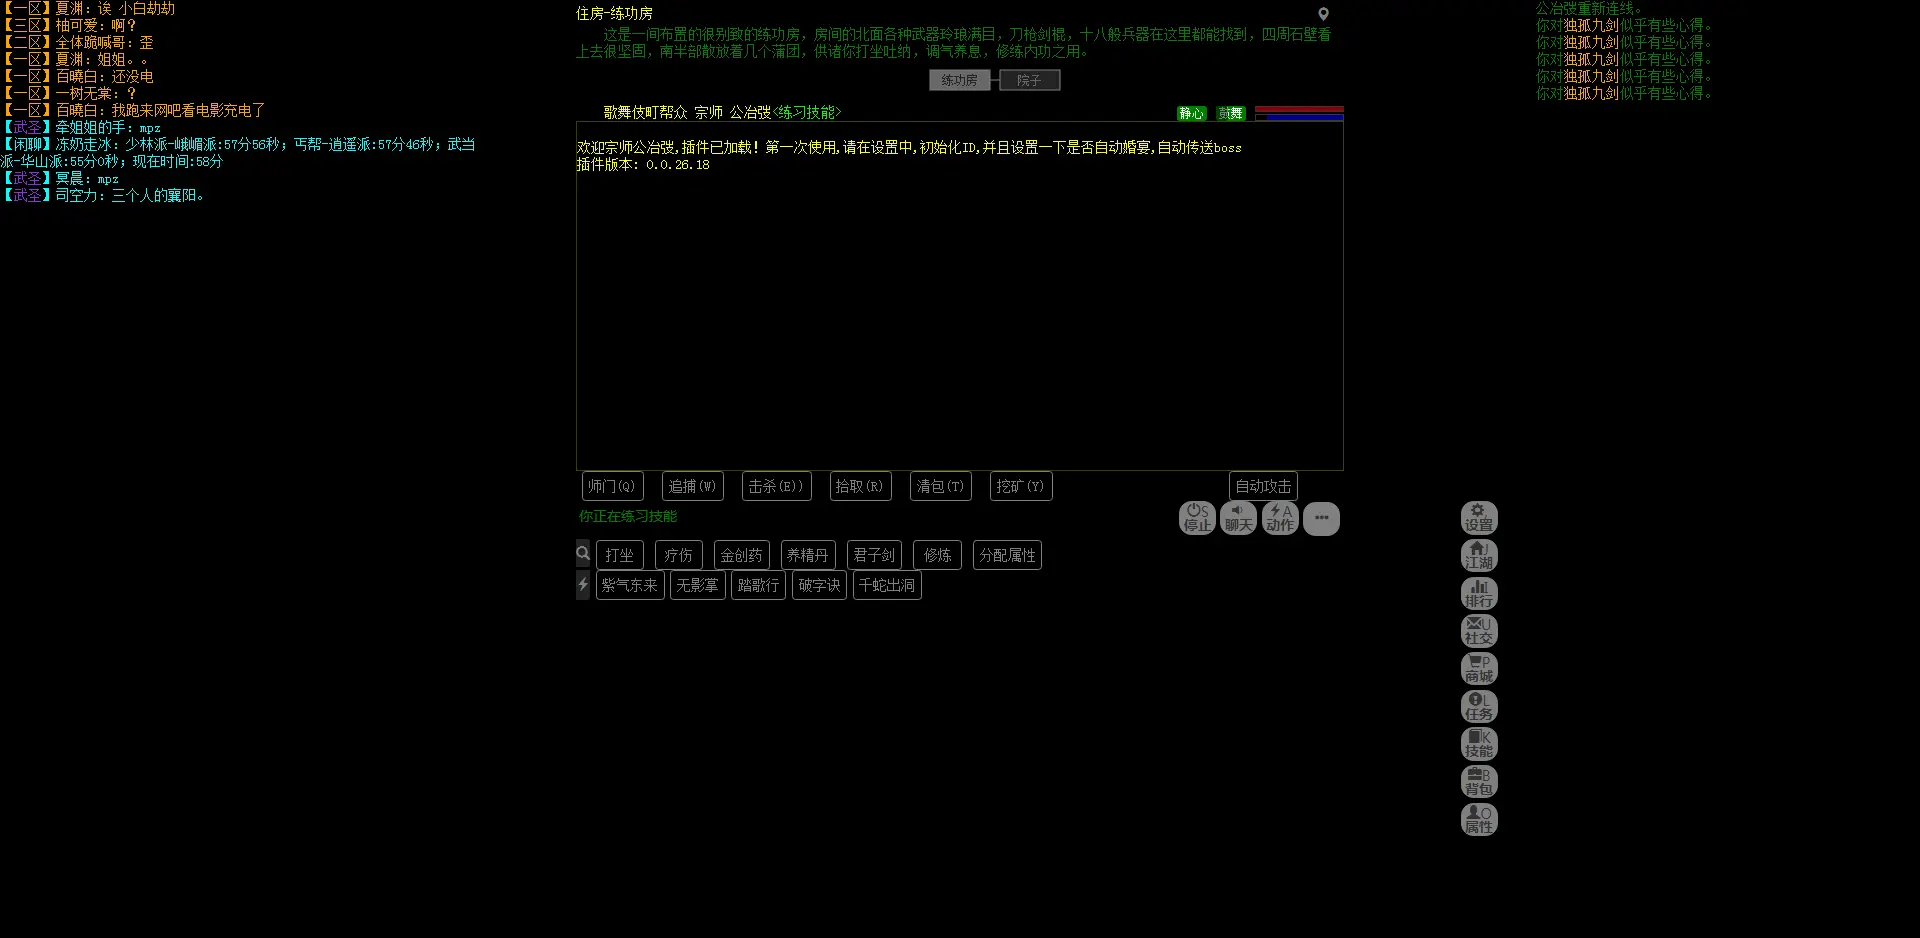 【一区】夏渊：诶 小白劫劫
【三区】柚可爱：啊？
【二区】全体跪喊哥：歪
【一区】夏渊：姐姐。。
【一区】百曉白：还没电
【一区】一树无棠：？
【一区】百曉白：我跑来网吧看电影充电了
【武圣】牵姐姐的手：mpz
【闲聊】冻奶走冰：少林派-峨嵋派:57分56秒；丐帮-逍遥派:57分46秒；武当
派-华山派:55分0秒；现在时间:58分
【武圣】冥晨：mpz
【武圣】司空力：三个人的襄阳。
住房-练功房
这是一间布置的很别致的练功房，房间的北面各种武器玲琅满目，刀枪剑棍，十八般兵器在这里都能找到，四周石壁看
上去很坚固，南半部散放着几个蒲团，供诸你打坐吐纳，调气养息，修练内功之用。
练功房 院子
歌舞伎町帮众 宗师 公冶弢<练习技能>
静心 鼓舞
欢迎宗师公冶弢,插件已加载！第一次使用,请在设置中,初始化ID,并且设置一下是否自动婚宴,自动传送boss
插件版本: 0.0.26.18
师门(Q) 追捕(W) 击杀(E)) 拾取(R) 清包(T) 挖矿(Y) 自动攻击
你正在练习技能
S停止 聊天 A动作 •••
打坐 疗伤 金创药 养精丹 君子剑 修炼 分配属性
紫气东来 无影掌 踏歌行 破字诀 千蛇出洞
公冶弢重新连线。
你对独孤九剑似乎有些心得。
你对独孤九剑似乎有些心得。
你对独孤九剑似乎有些心得。
你对独孤九剑似乎有些心得。
你对独孤九剑似乎有些心得。
,设置
J江湖
I排行
U社交
P商城
L任务
K技能
B背包
O属性